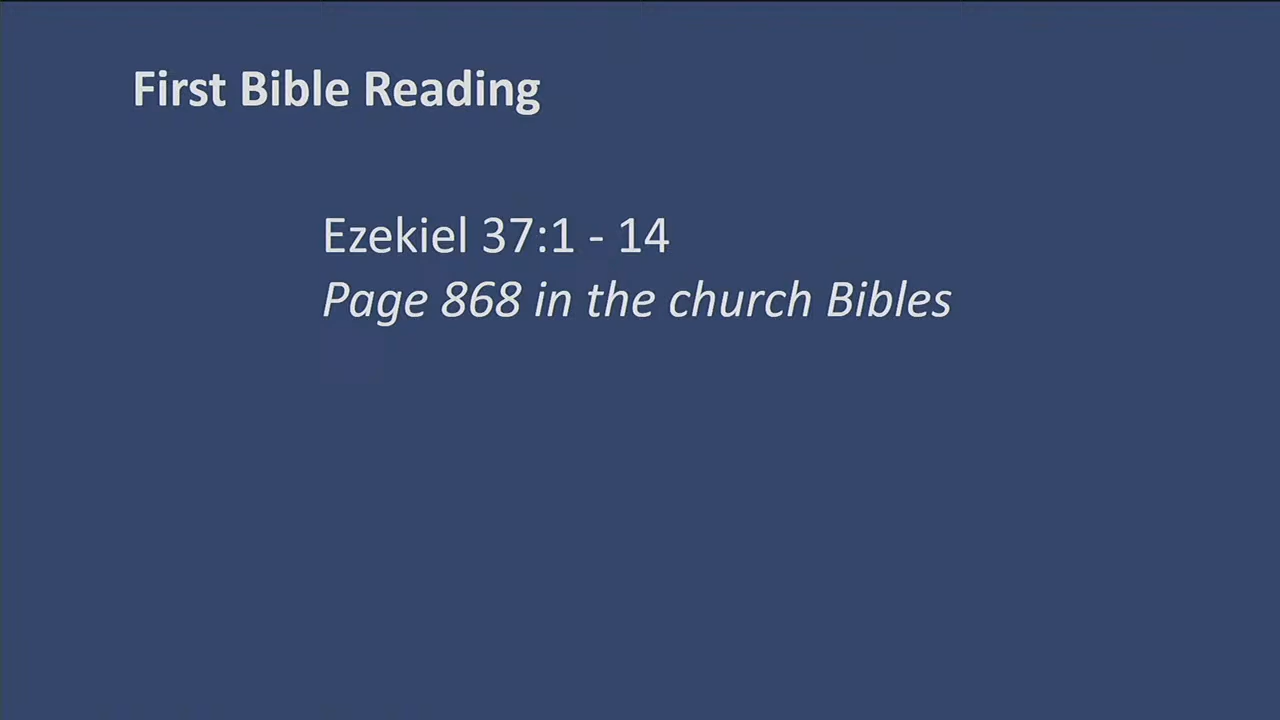 First Bible Reading
Ezekiel 37:1 - 14
Page 868 in the church Bibles